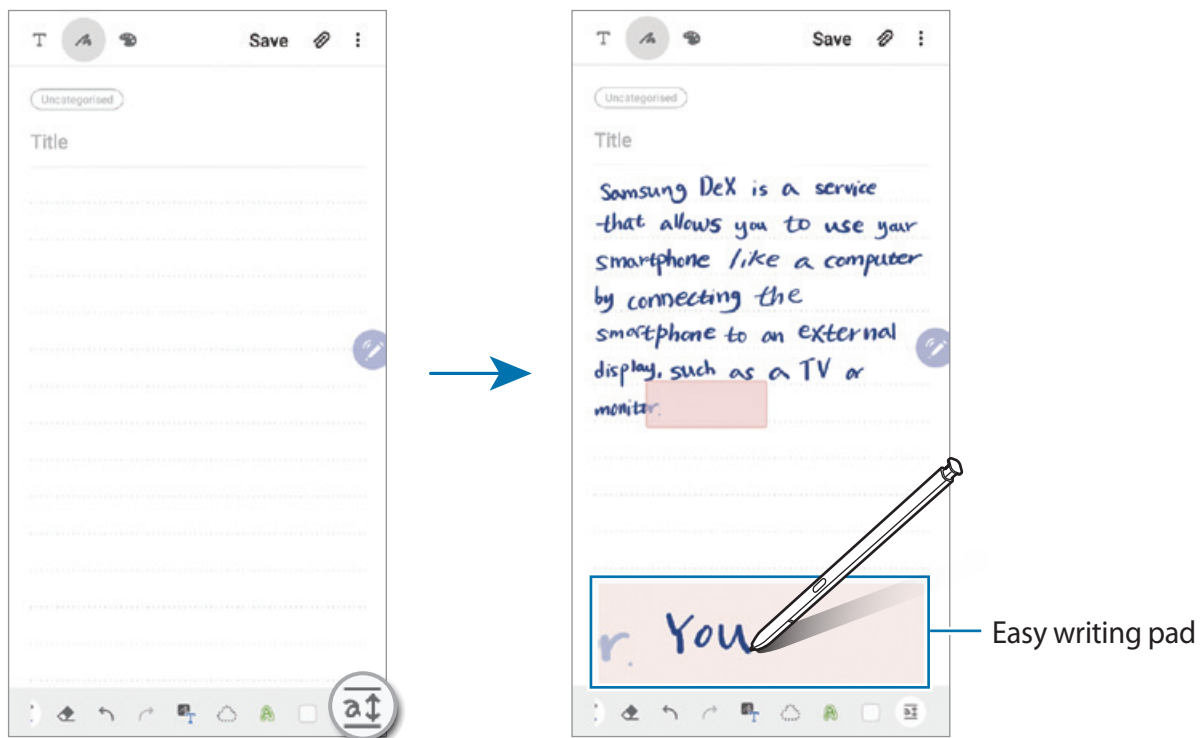 T
Save
Uncategorised
Title
a
T
Save
Uncategorised
Title
Samsung DeX is a service
that allows you to use your
smartphone like a computer
by connecting the
smartphone to an external
display, such as a TV or
monitor.
r. You
Easy writing pad